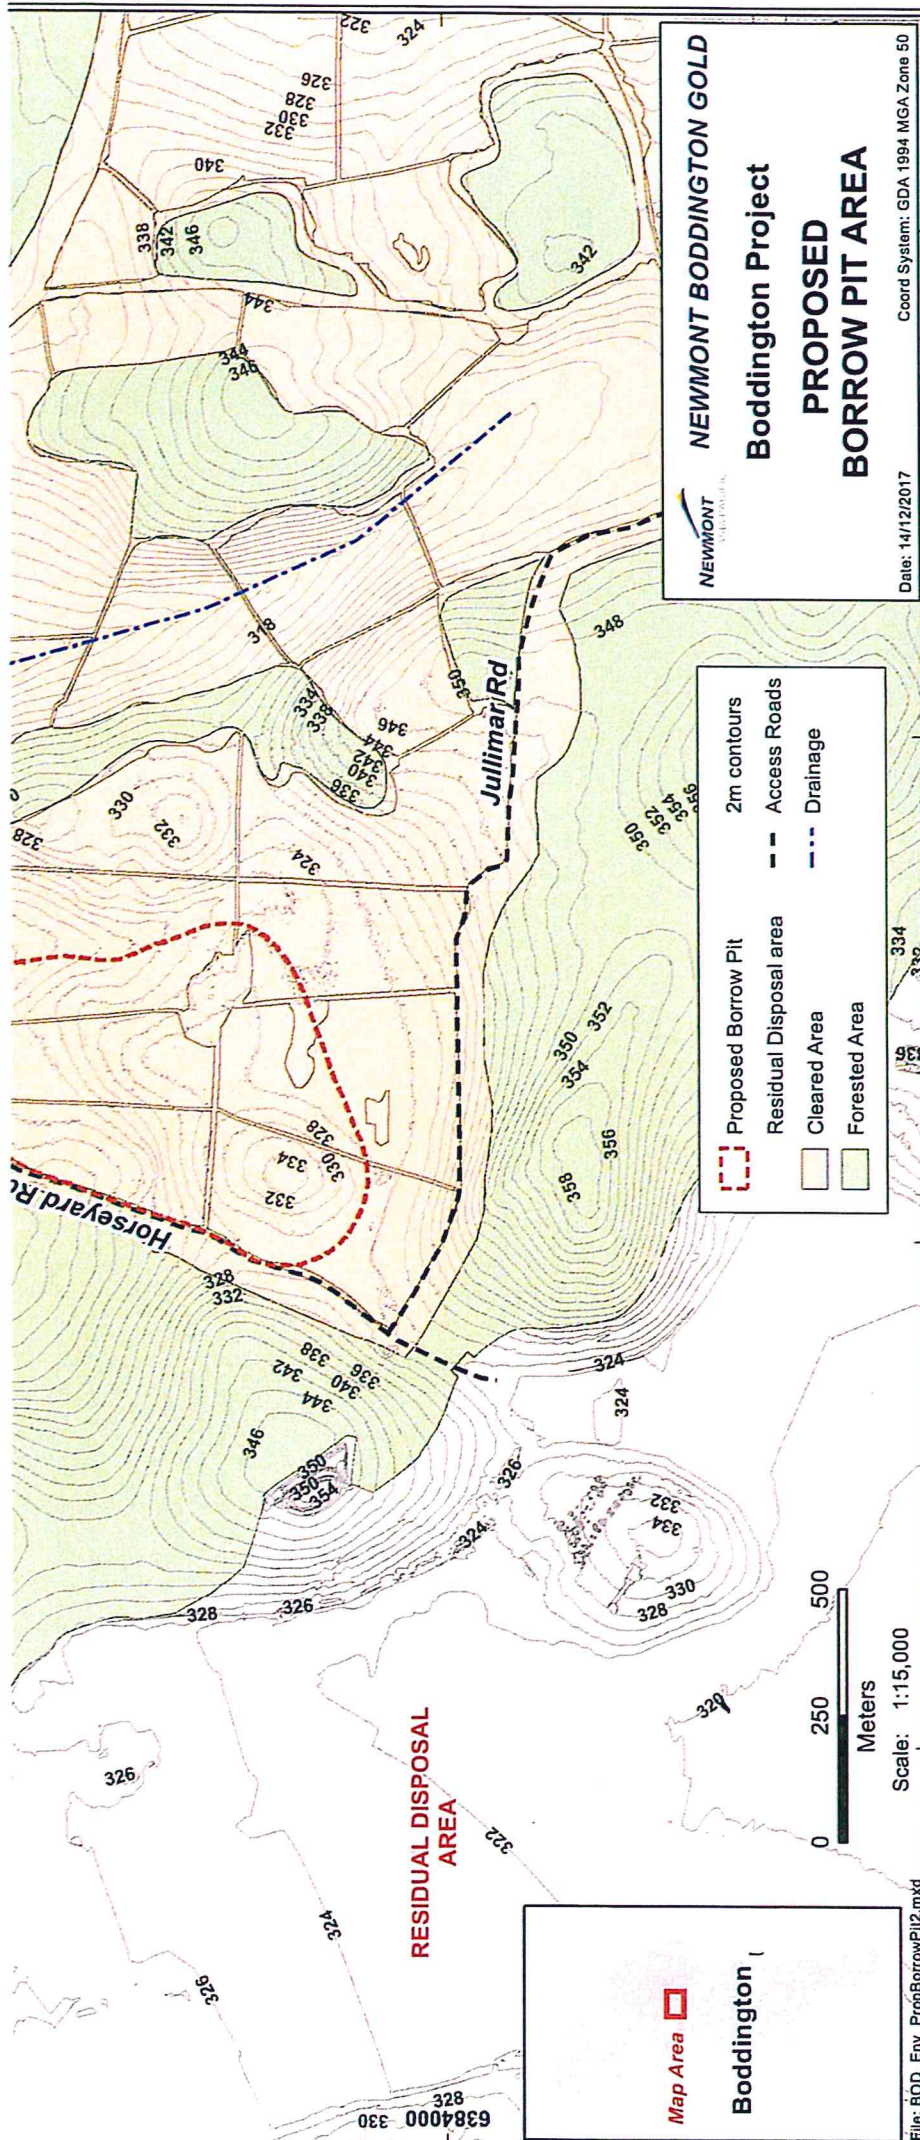 NEWMONT
NEWMONT BODDINGTON GOLD
Boddington Project
PROPOSED
BORROW PIT AREA
Date: 14/12/2017
Coord System: GDA 1994 MGA Zone 50
Proposed Borrow Pit
2m contours
Residual Disposal area
Access Roads
Cleared Area
Drainage
Forested Area
Horseyard
Jullimar Rd
RESIDUAL DISPOSAL
AREA
Map Area
Boddington
0 250 500
Meters
Scale: 1:15,000
File: BOD_Env_PropBorrowPit2.mxd
6384000
330
328
326
324
326
322
328
326
324
326
320
328
330
334
332
324
324
346
350
350
354
344
342
338
340
336
328
332
332
334
330
328
358
356
354
350
352
328
330
332
324
334
338
336
340
342
344
346
350
318
348
350
352
354
334
344
346
344
338
342
346
340
332
330
328
326
322
324
342